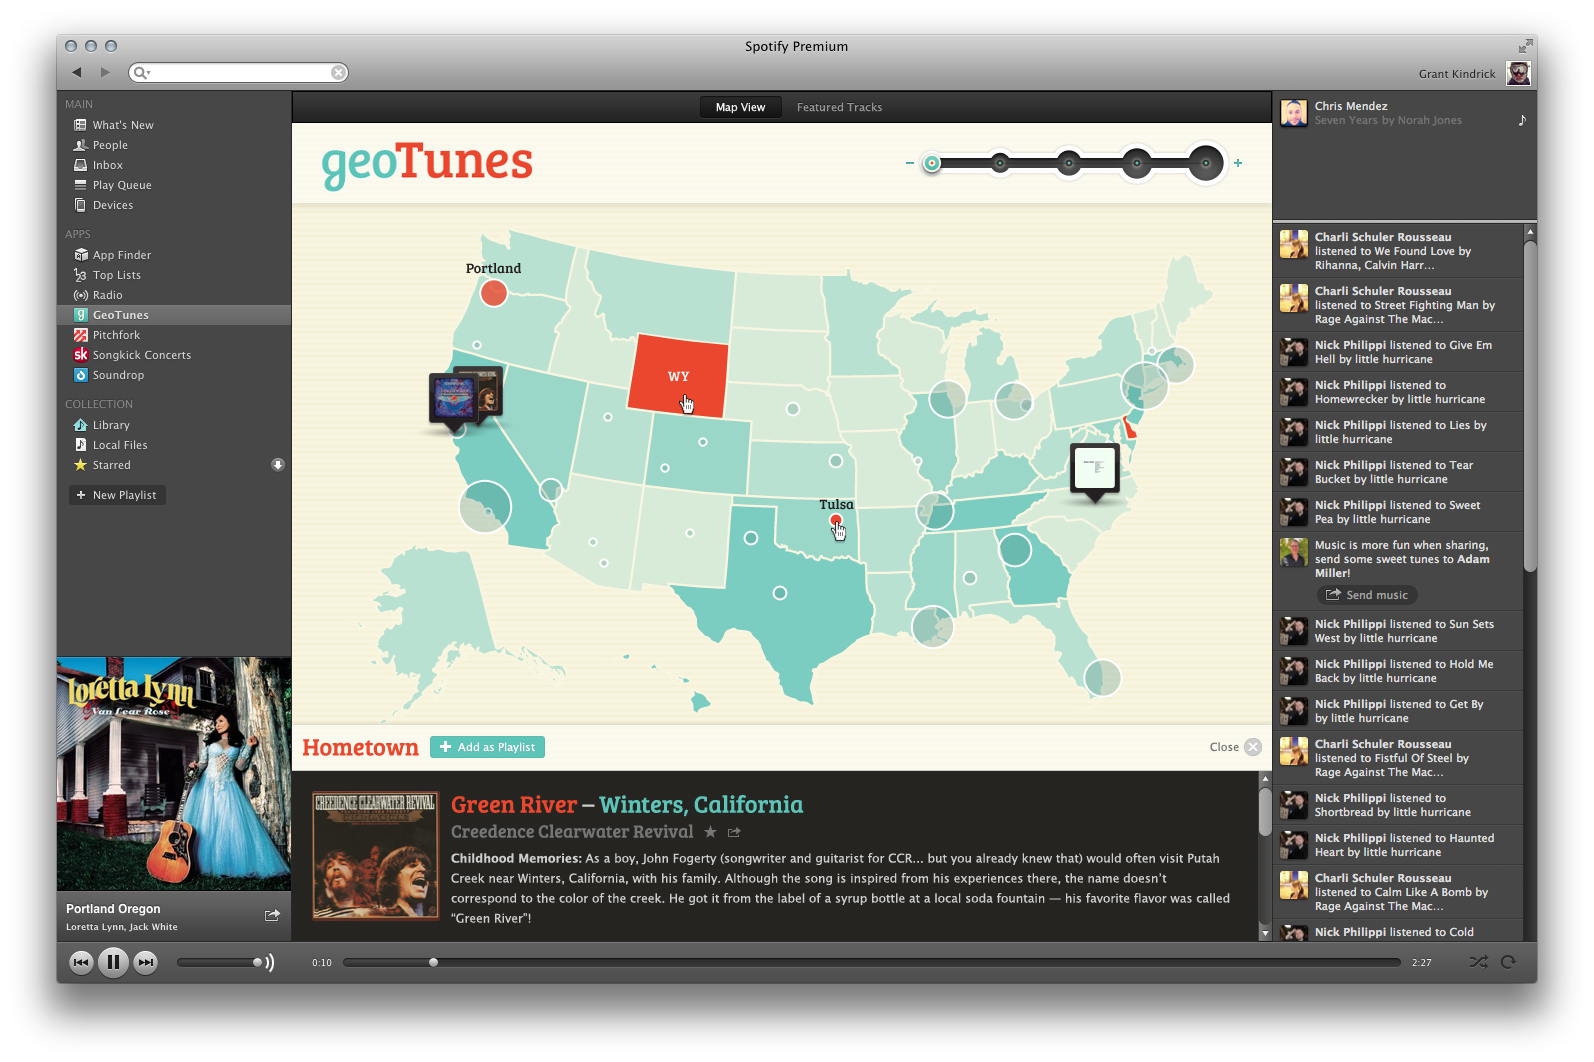 Spotify Premium
Grant Kindrick
MAIN
What's New
People
Inbox
Play Queue
Devices
APPS
App Finder
Top Lists
Radio
GeoTunes
Pitchfork
Songkick Concerts
Soundrop
COLLECTION
Library
Local Files
Starred
+ New Playlist
Loretta Lynn
Van Lear Rose
Portland Oregon
Loretta Lynn, Jack White
Map View
Featured Tracks
geoTunes
Portland
WY
Tulsa
Hometown
+ Add as Playlist
Close
CREEDENCE CLEARWATER REVIVAL
Green River – Winters, California
Creedence Clearwater Revival
Childhood Memories: As a boy, John Fogerty (songwriter and guitarist for CCR... but you already knew that) would often visit Putah
Creek near Winters, California, with his family. Although the song is inspired from his experiences there, the name doesn't
correspond to the color of the creek. He got it from the label of a syrup bottle at a local soda fountain — his favorite flavor was called
“Green River”!
Chris Mendez
Seven Years by Norah Jones
Charli Schuler Rousseau
listened to We Found Love by
Rihanna, Calvin Harr...
Charli Schuler Rousseau
listened to Street Fighting Man by
Rage Against The Mac...
Nick Philippi listened to Give Em
Hell by little hurricane
Nick Philippi listened to
Homewrecker by little hurricane
Nick Philippi listened to Lies by
little hurricane
Nick Philippi listened to Tear
Bucket by little hurricane
Nick Philippi listened to Sweet
Pea by little hurricane
Music is more fun when sharing,
send some sweet tunes to Adam
Miller!
Send music
Nick Philippi listened to Sun Sets
West by little hurricane
Nick Philippi listened to Hold Me
Back by little hurricane
Nick Philippi listened to Get By
by little hurricane
Charli Schuler Rousseau
listened to Fistful Of Steel by
Rage Against The Mac...
Nick Philippi listened to
Shortbread by little hurricane
Nick Philippi listened to Haunted
Heart by little hurricane
Charli Schuler Rousseau
listened to Calm Like A Bomb by
Rage Against The Mac...
Nick Philippi listened to Cold
0:10
2:27